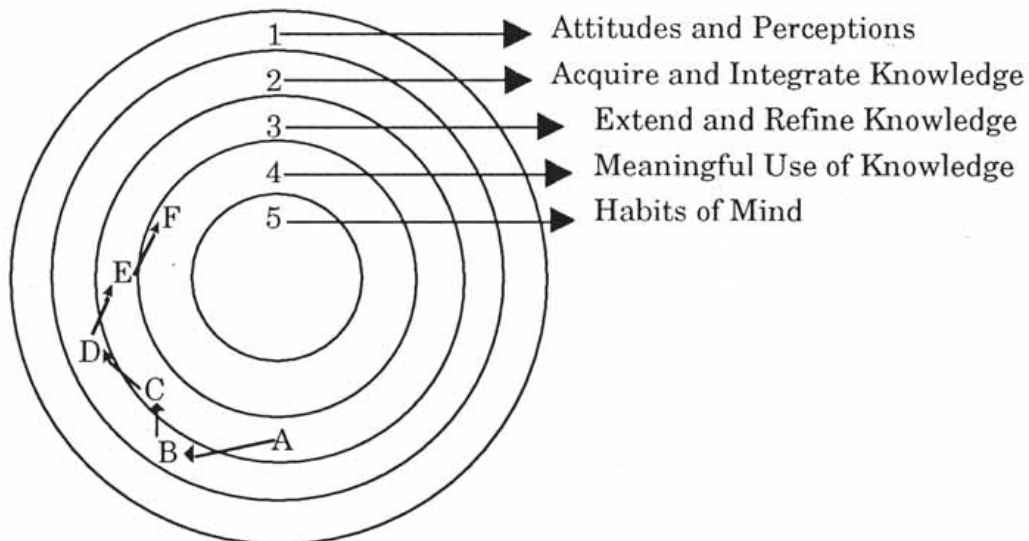 1 Attitudes and Perceptions
2 Acquire and Integrate Knowledge
3 Extend and Refine Knowledge
4 Meaningful Use of Knowledge
5 Habits of Mind
F
E
D
C
B
A